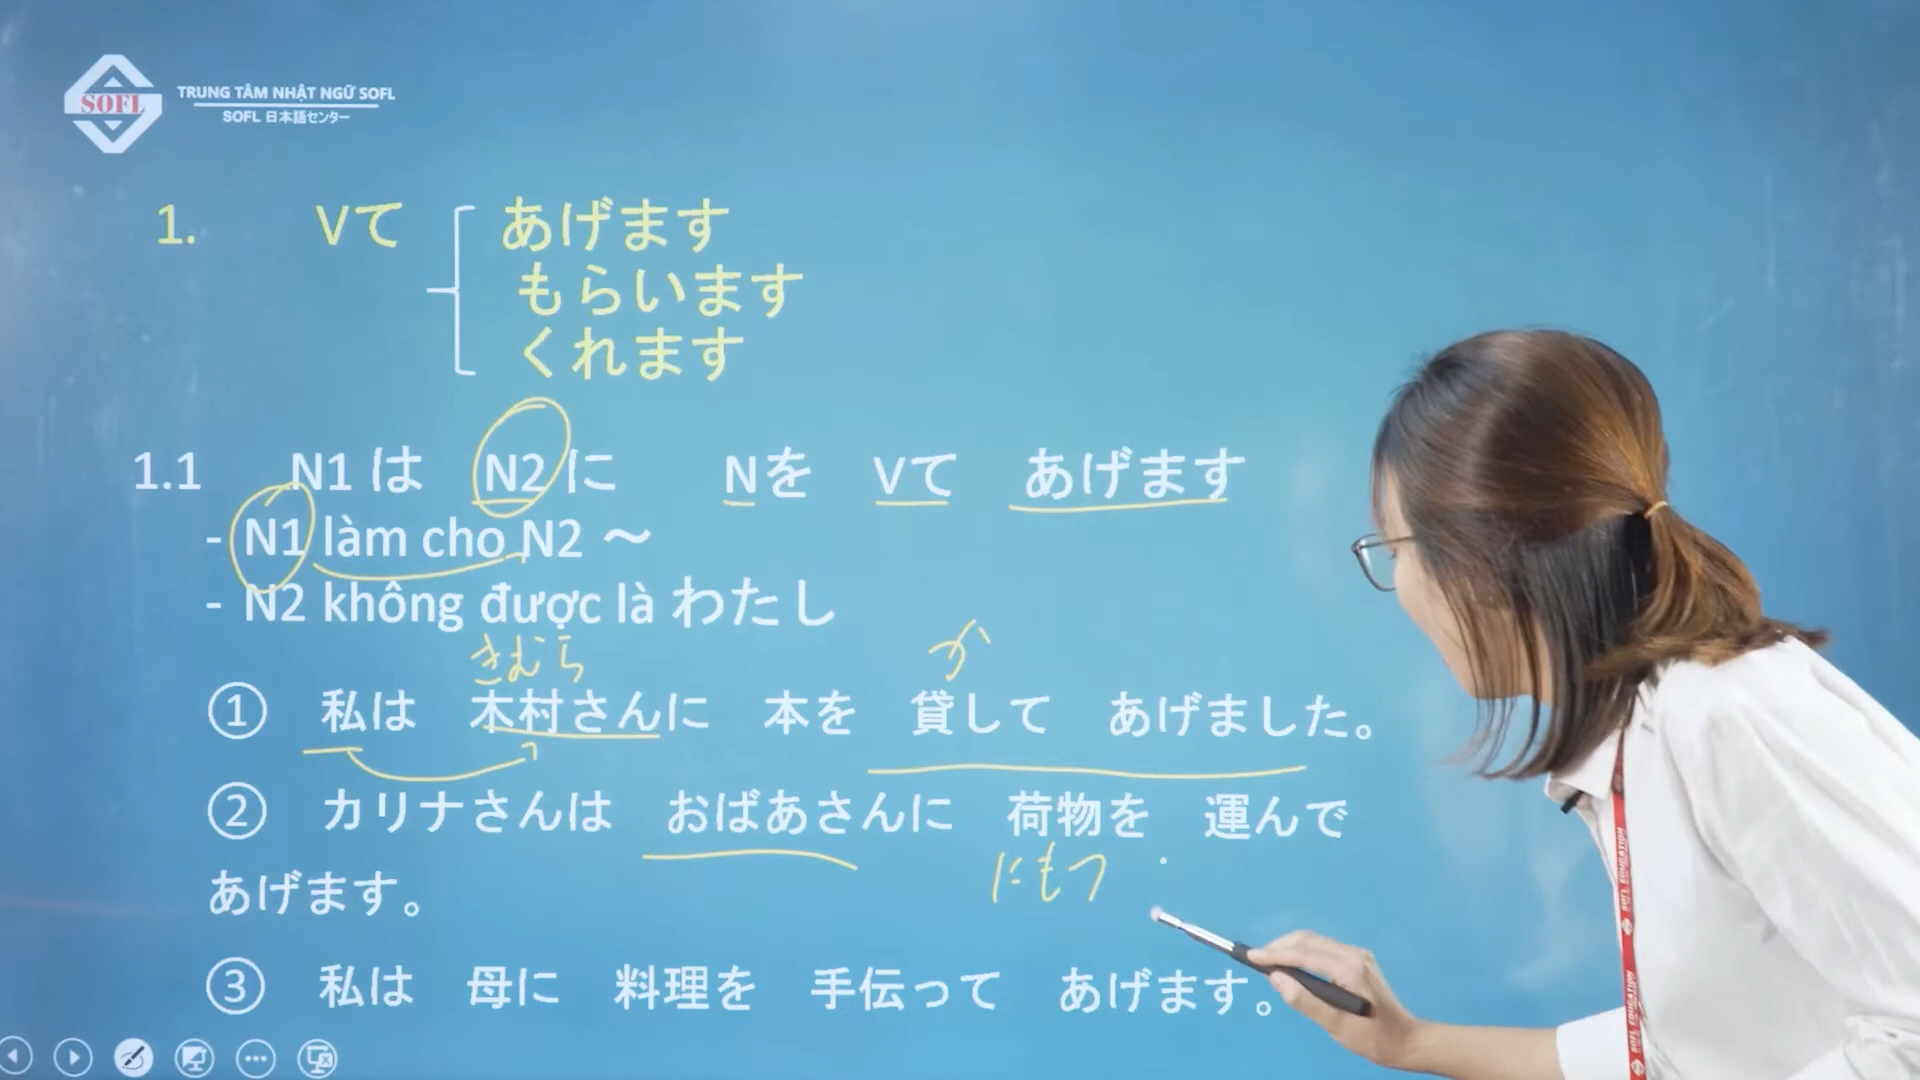 SOFL
TRUNG TÂM NHẬT NGỮ SOFL
SOFL 日本語センター
1. Vて あげます
もらいます
くれます
1.1 N1 は N2 に Nを Vて あげます
- N1 làm cho N2 ～
- N2 không được là わたし
きむら か
① 私は 木村さんに 本を 貸して あげました。
② カリナさんは おばあさんに 荷物を 運んで
にもつ
あげます。
③ 私は 母に 料理を 手伝って あげます。
SOFL EDUCATION